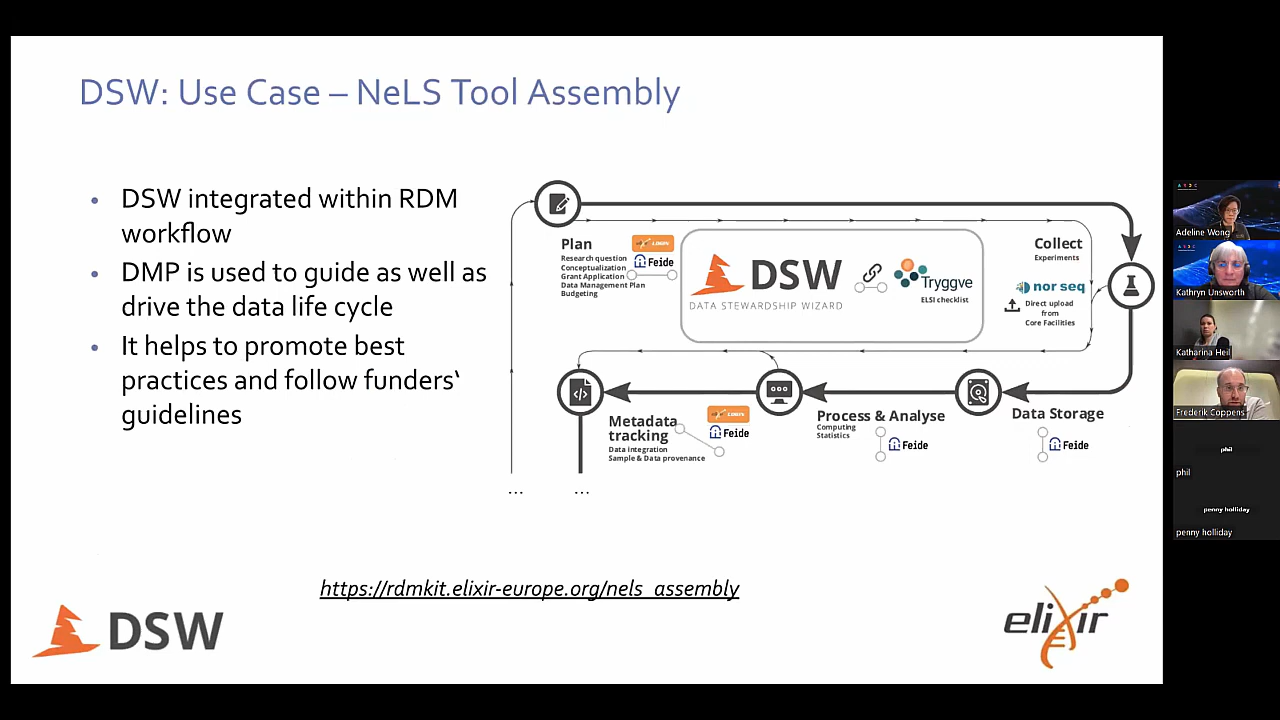 DSW: Use Case – NeLS Tool Assembly
DSW integrated within RDM
workflow
DMP is used to guide as well as
drive the data life cycle
It helps to promote best
practices and follow funders‘
guidelines
Plan
Research question
Conceptualization
Grant Application
Data Management Plan
Budgeting
LOGIN
Feide
DSW
DATA STEWARDSHIP WIZARD
Tryggve
ELSI checklist
Collect
Experiments
nor seq
Direct upload
from
Core Facilities
Metadata
tracking
Data integration
Sample & Data provenance
LOGIN
Feide
Process & Analyse
Computing
Statistics
Feide
Data Storage
Feide
...
...
https://rdmkit.elixir-europe.org/nels_assembly
DSW
elixir
Adeline Wong
Kathryn Unsworth
Katharina Heil
Frederik Coppens
phil
phil
penny holliday
penny holliday